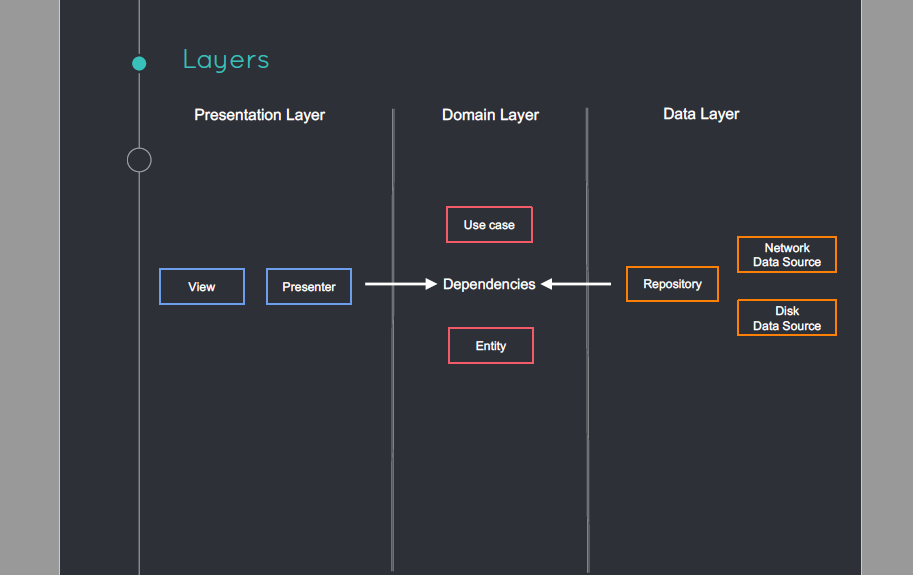 Layers
Presentation Layer
Domain Layer
Data Layer
Use case
View
Presenter
Dependencies
Repository
Network
Data Source
Disk
Data Source
Entity